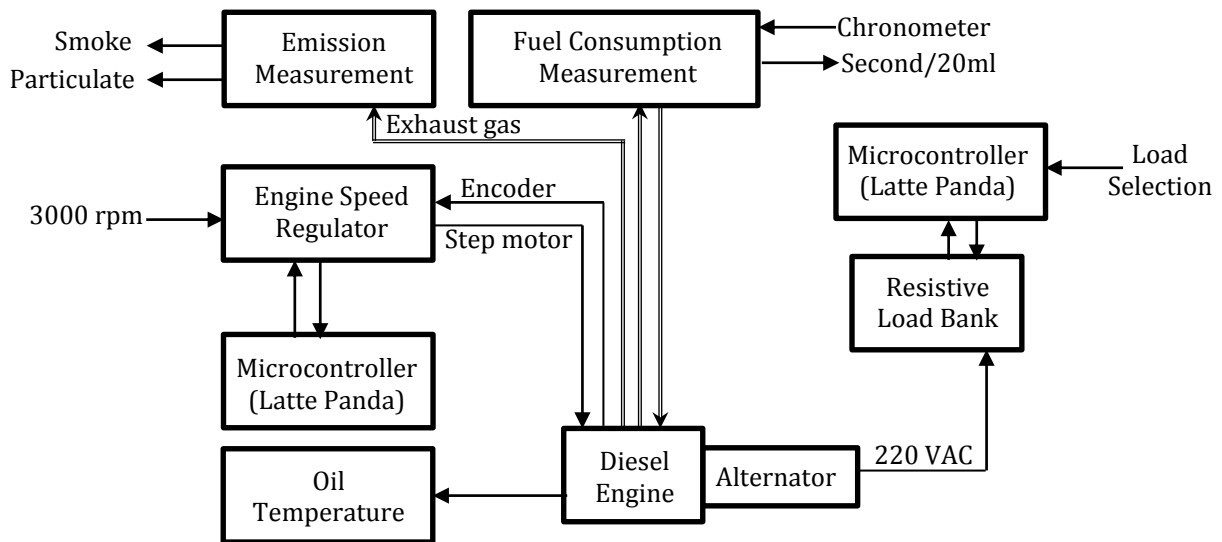 Smoke
Particulate
Emission
Measurement
Fuel Consumption
Measurement
Chronometer
Second/20ml
Exhaust gas
Microcontroller
(Latte Panda)
Load
Selection
3000 rpm
Engine Speed
Regulator
Encoder
Step motor
Resistive
Load Bank
Microcontroller
(Latte Panda)
Oil
Temperature
Diesel
Engine
Alternator
220 VAC